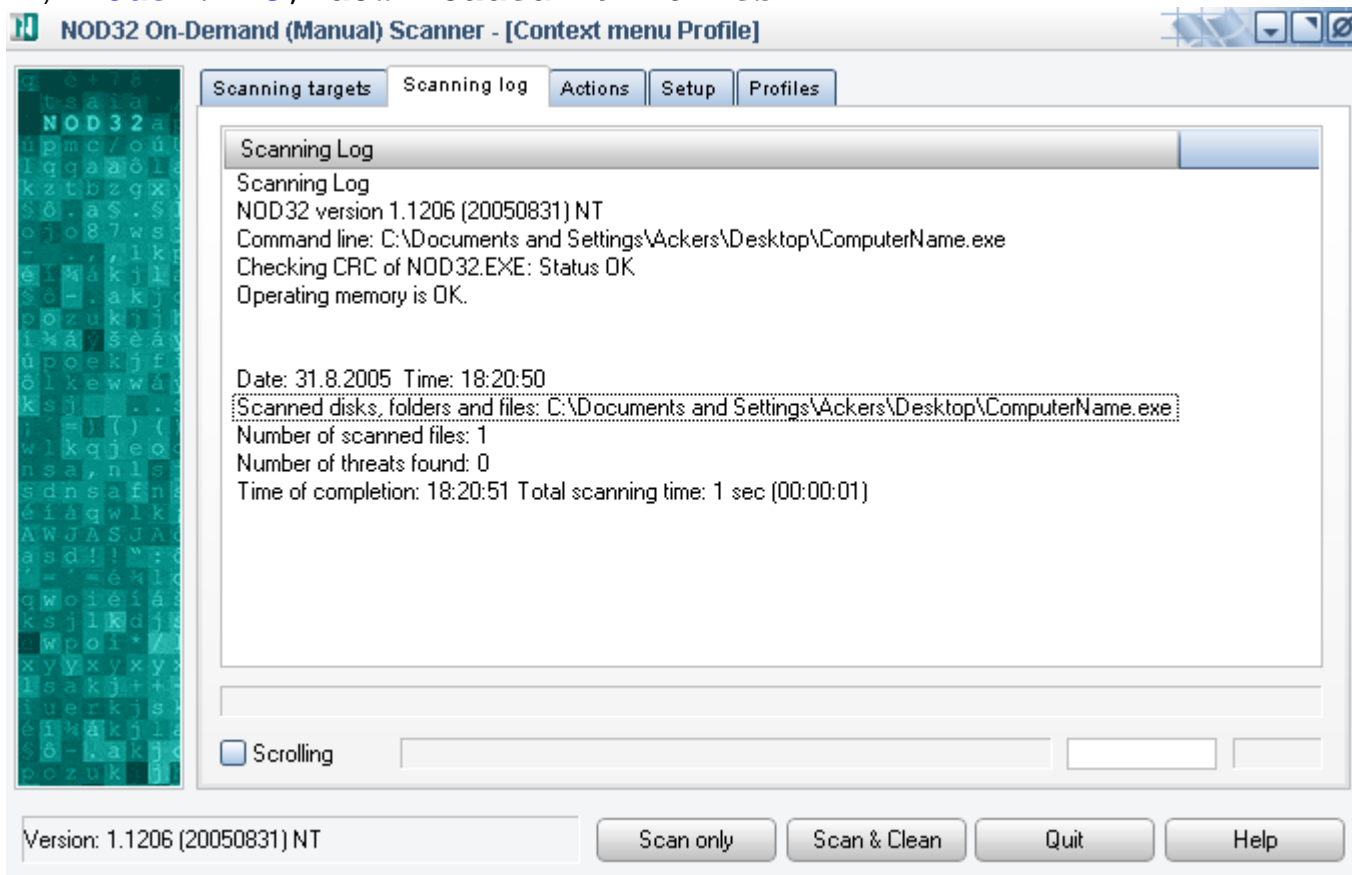 NOD32 On-Demand (Manual) Scanner - [Context menu Profile]
Scanning targets
Scanning log
Actions
Setup
Profiles
NOD32
Scanning Log
Scanning Log
NOD32 version 1.1206 (20050831) NT
Command line: C:\Documents and Settings\Ackers\Desktop\ComputerName.exe
Checking CRC of NOD32.EXE: Status OK
Operating memory is OK.
Date: 31.8.2005 Time: 18:20:50
Scanned disks, folders and files: C:\Documents and Settings\Ackers\Desktop\ComputerName.exe
Number of scanned files: 1
Number of threats found: 0
Time of completion: 18:20:51 Total scanning time: 1 sec (00:00:01)
Scrolling
Version: 1.1206 (20050831) NT
Scan only
Scan & Clean
Quit
Help